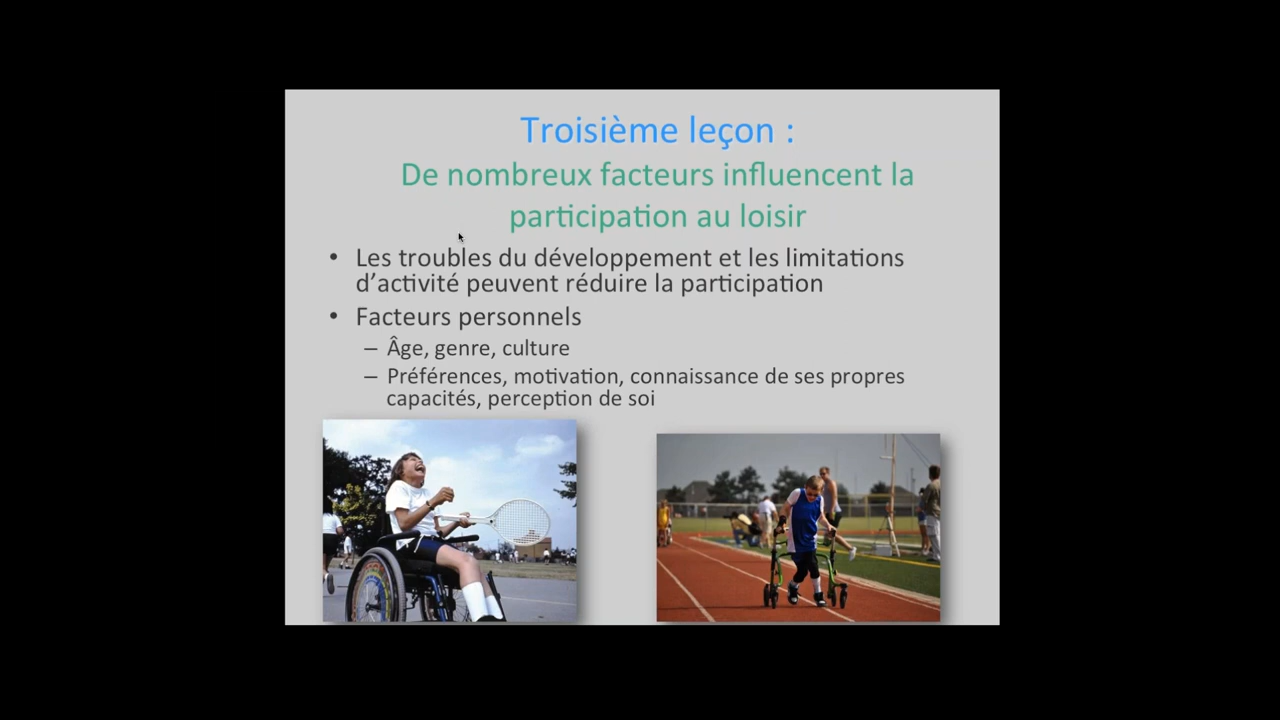 Troisième leçon :
De nombreux facteurs influencent la
participation au loisir
• Les troubles du développement et les limitations
d’activité peuvent réduire la participation
• Facteurs personnels
– Âge, genre, culture
– Préférences, motivation, connaissance de ses propres
capacités, perception de soi